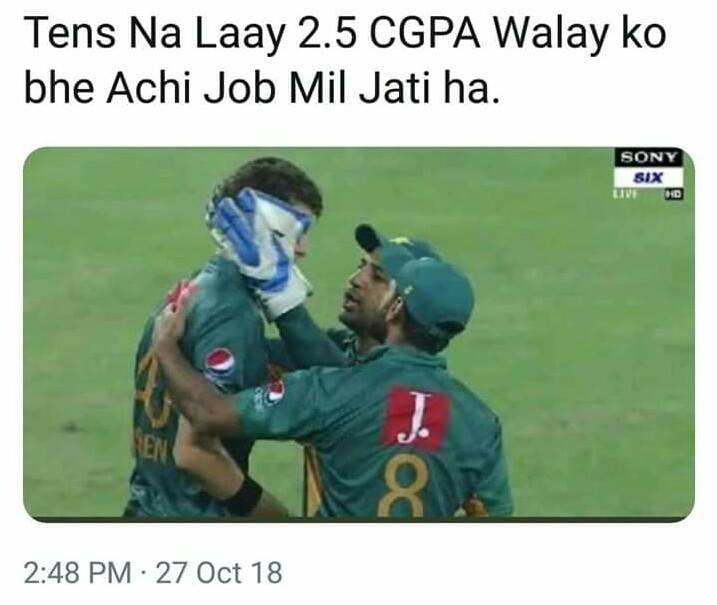 Tens Na Laay 2.5 CGPA Walay ko
bhe Achi Job Mil Jati ha.
SONY
SIX
LIVE HD
J.
8
2:48 PM · 27 Oct 18